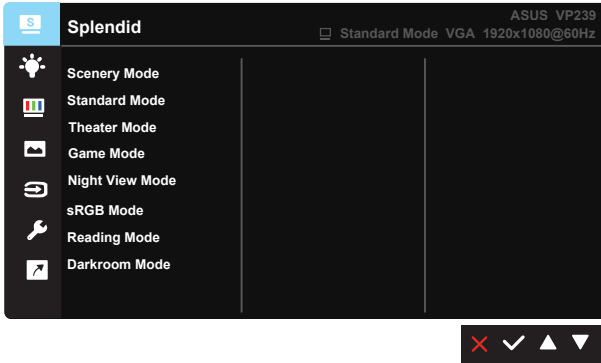 S
Splendid
ASUS VP239
Standard Mode VGA 1920x1080@60Hz
Scenery Mode
Standard Mode
Theater Mode
Game Mode
Night View Mode
sRGB Mode
Reading Mode
Darkroom Mode